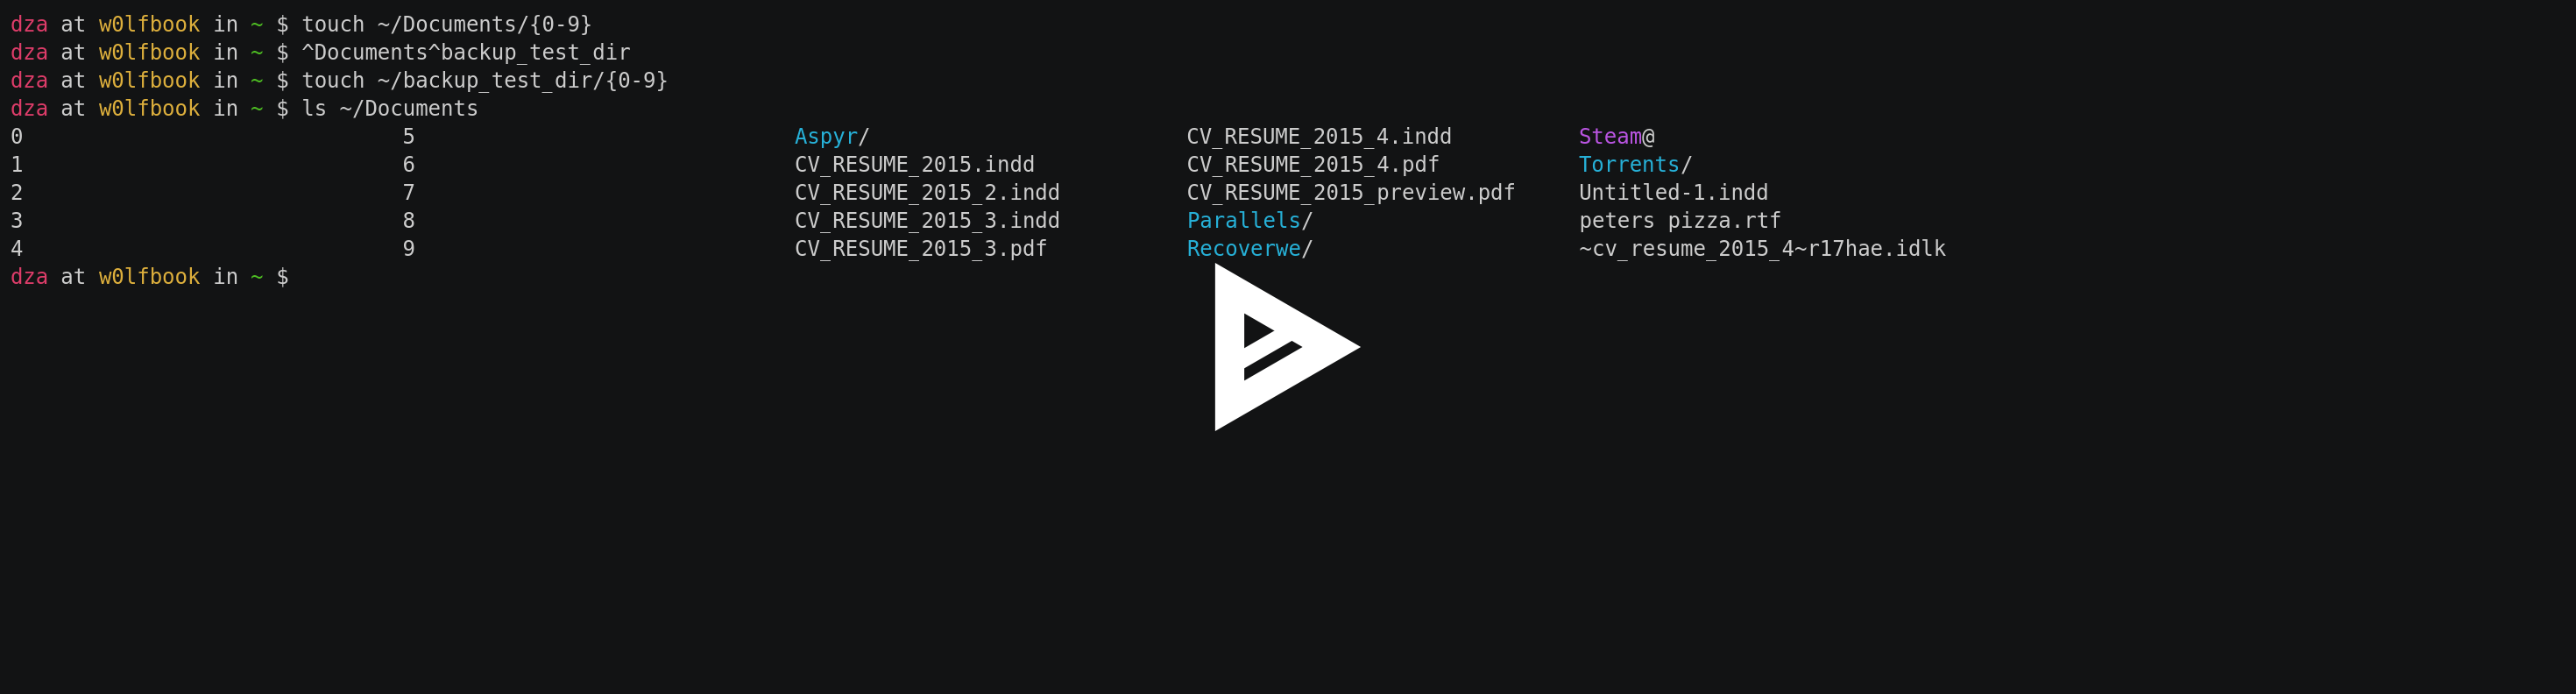 dza at w0lfbook in ~ $ touch ~/Documents/{0-9}
dza at w0lfbook in ~ $ ^Documents^backup_test_dir
dza at w0lfbook in ~ $ touch ~/backup_test_dir/{0-9}
dza at w0lfbook in ~ $ ls ~/Documents
0 5 Aspyr/ CV_RESUME_2015_4.indd Steam@
1 6 CV_RESUME_2015.indd CV_RESUME_2015_4.pdf Torrents/
2 7 CV_RESUME_2015_2.indd CV_RESUME_2015_preview.pdf Untitled-1.indd
3 8 CV_RESUME_2015_3.indd Parallels/ peters pizza.rtf
4 9 CV_RESUME_2015_3.pdf Recoverwe/ ~cv_resume_2015_4~r17hae.idlk
dza at w0lfbook in ~ $